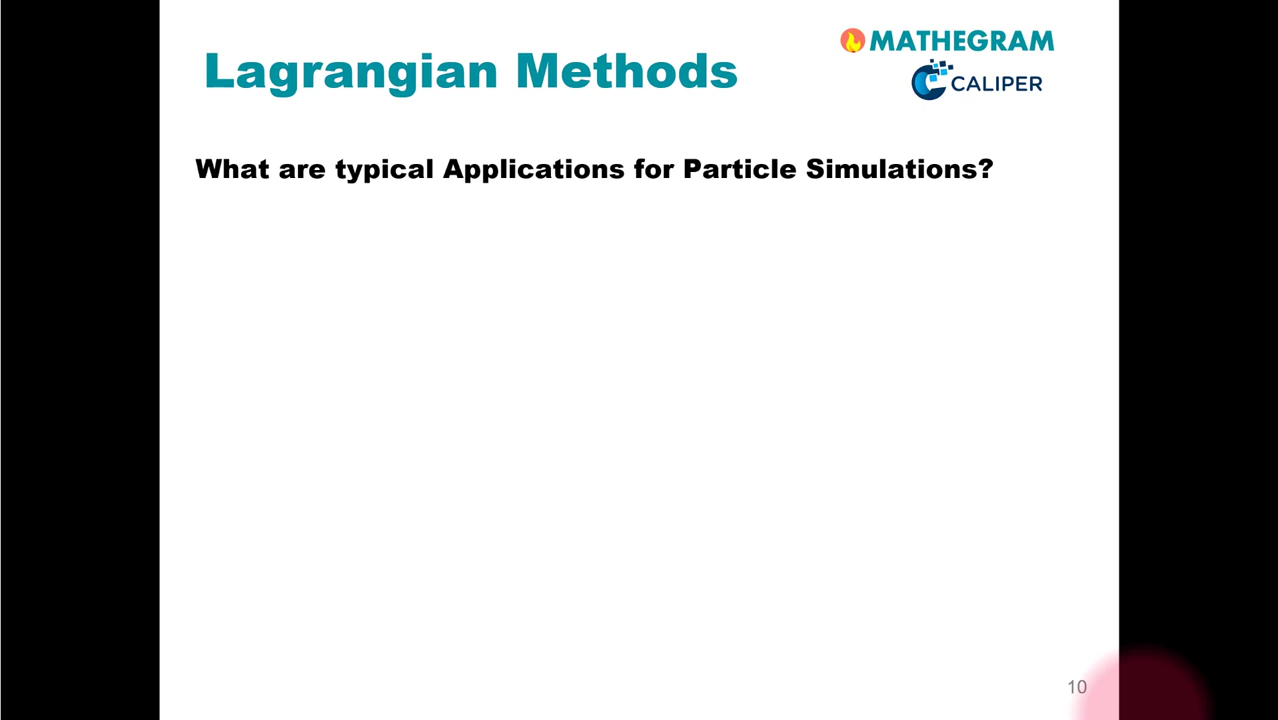 Lagrangian Methods
MATHEGRAM
CALIPER
What are typical Applications for Particle Simulations?
10